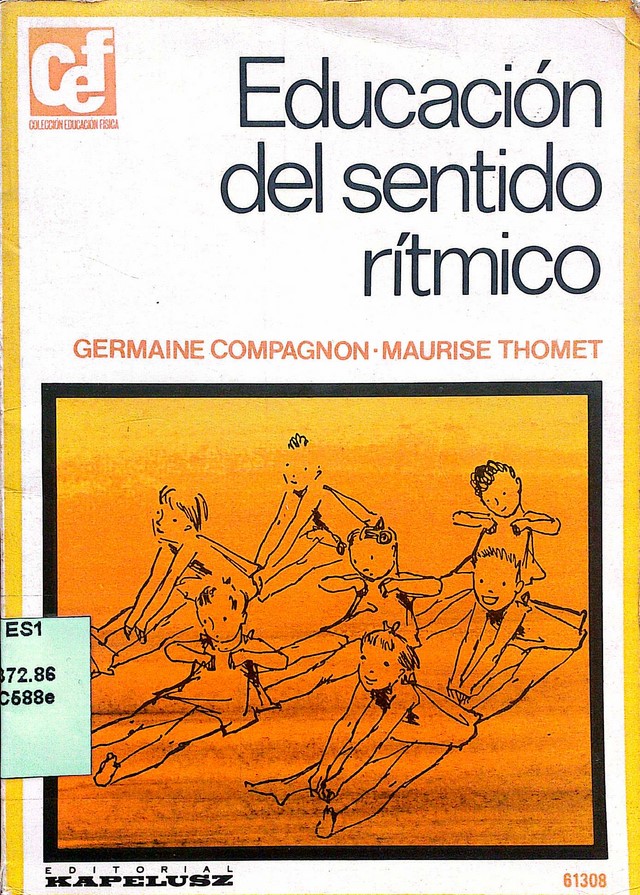 cef
COLECCIÓN EDUCACIÓN FÍSICA
Educación
del sentido
rítmico
GERMAINE COMPAGNON·MAURISE THOMET
ES1
372.86
C588e
EDITORIAL
KAPELUSZ
61308